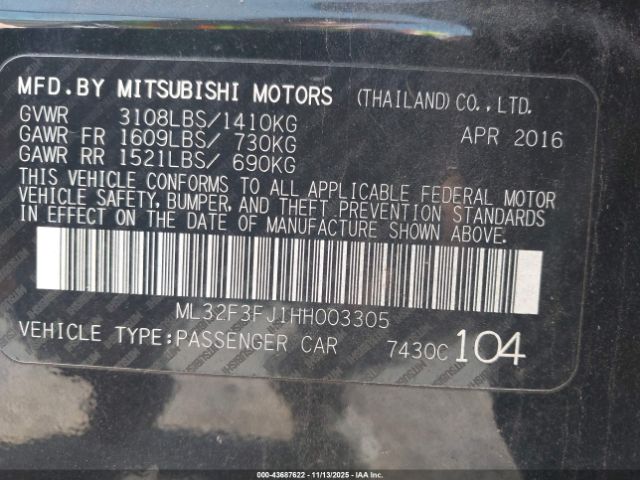 MFD.BY MITSUBISHI MOTORS (THAILAND)CO.,LTD.
GVWR 3108LBS/1410KG APR 2016
GAWR FR 1609LBS/ 730KG
GAWR RR 1521LBS/ 690KG
THIS VEHICLE CONFORMS TO ALL APPLICABLE FEDERAL MOTOR
VEHICLE SAFETY, BUMPER, AND THEFT PREVENTION STANDARDS
IN EFFECT ON THE DATE OF MANUFACTURE SHOWN ABOVE.
ML32F3FJ1HH003305
VEHICLE TYPE:PASSENGER CAR 7430C 104
000-43687622 - 11/13/2025 - IAA Inc.